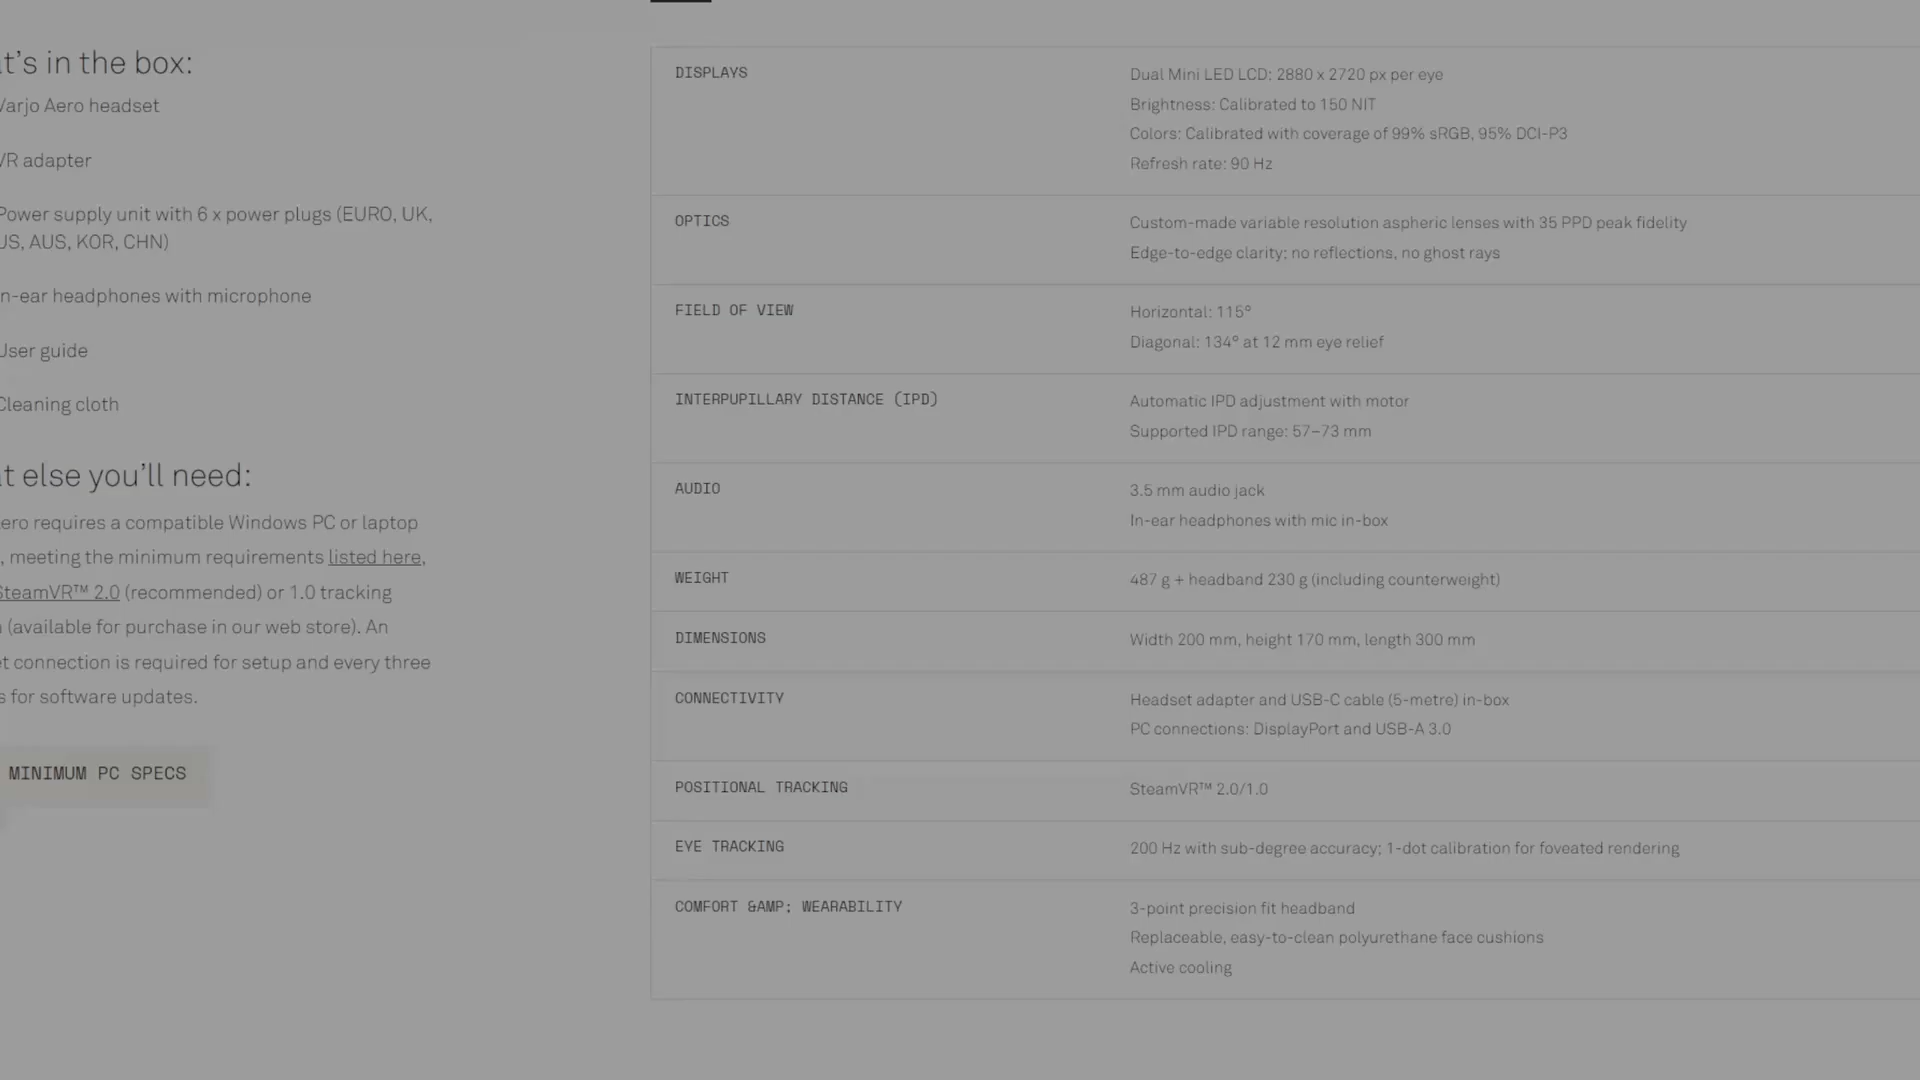 t's in the box:
Varjo Aero headset
VR adapter
Power supply unit with 6 x power plugs (EURO, UK,
US, AUS, KOR, CHN)
In-ear headphones with microphone
User guide
Cleaning cloth
t else you'll need:
ero requires a compatible Windows PC or laptop
, meeting the minimum requirements listed here,
SteamVR™ 2.0 (recommended) or 1.0 tracking
(available for purchase in our web store). An
et connection is required for setup and every three
s for software updates.
MINIMUM PC SPECS
DISPLAYS
Dual Mini LED LCD: 2880 x 2720 px per eye
Brightness: Calibrated to 150 NIT
Colors: Calibrated with coverage of 99% sRGB, 95% DCI-P3
Refresh rate: 90 Hz
OPTICS
Custom-made variable resolution aspheric lenses with 35 PPD peak fidelity
Edge-to-edge clarity: no reflections, no ghost rays
FIELD OF VIEW
Horizontal: 115°
Diagonal: 134° at 12 mm eye relief
INTERPUPILLARY DISTANCE (IPD)
Automatic IPD adjustment with motor
Supported IPD range: 57–73 mm
AUDIO
3.5 mm audio jack
In-ear headphones with mic in-box
WEIGHT
487 g + headband 230 g (including counterweight)
DIMENSIONS
Width 200 mm, height 170 mm, length 300 mm
CONNECTIVITY
Headset adapter and USB-C cable (5-metre) in-box
PC connections: DisplayPort and USB-A 3.0
POSITIONAL TRACKING
SteamVR™ 2.0/1.0
EYE TRACKING
200 Hz with sub-degree accuracy; 1-dot calibration for foveated rendering
COMFORT &AMP; WEARABILITY
3-point precision fit headband
Replaceable, easy-to-clean polyurethane face cushions
Active cooling